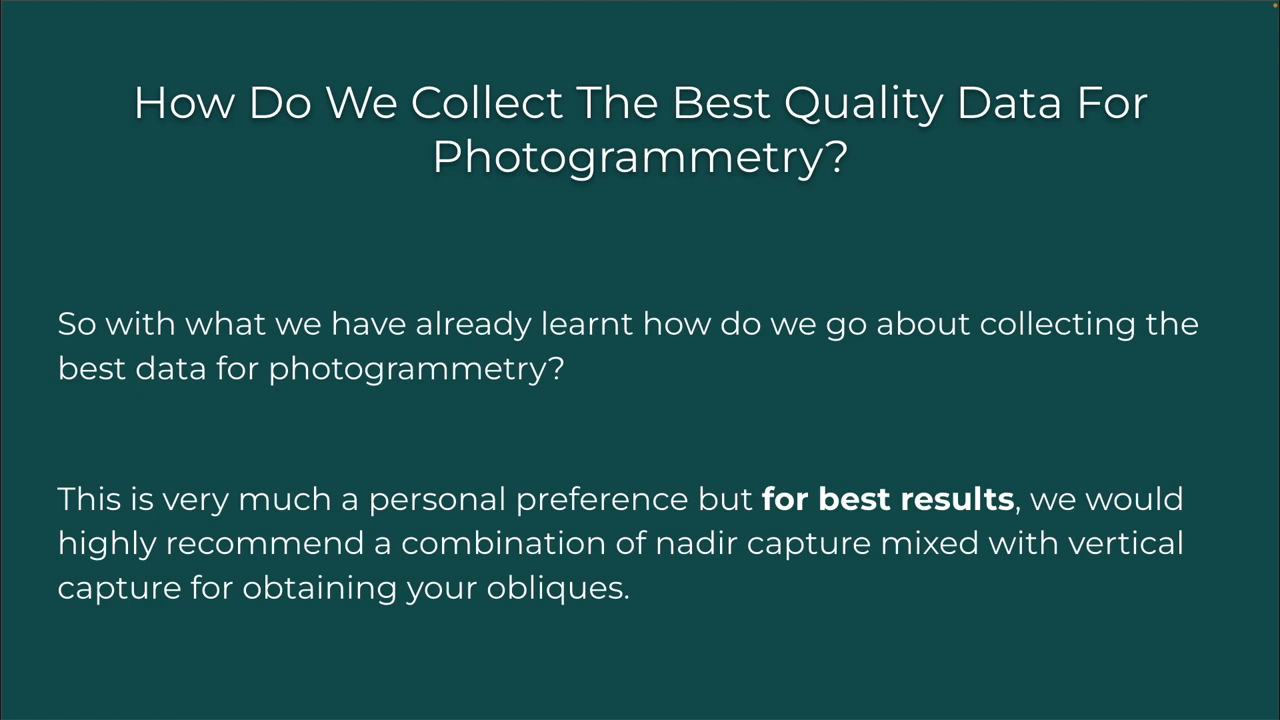 How Do We Collect The Best Quality Data For
Photogrammetry?
So with what we have already learnt how do we go about collecting the
best data for photogrammetry?
This is very much a personal preference but for best results, we would
highly recommend a combination of nadir capture mixed with vertical
capture for obtaining your obliques.